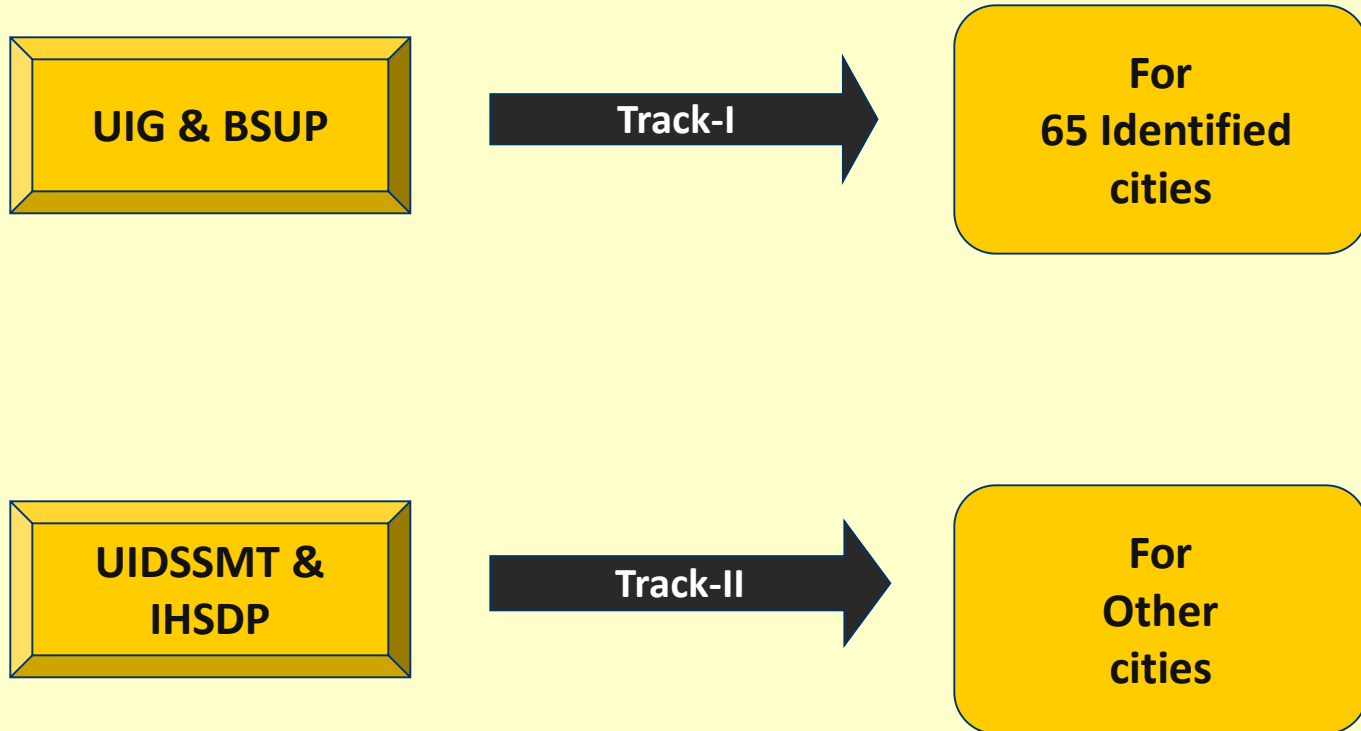 UIG & BSUP
Track-I
For
65 Identified
cities
UIDSSMT &
IHSDP
Track-II
For
Other
cities